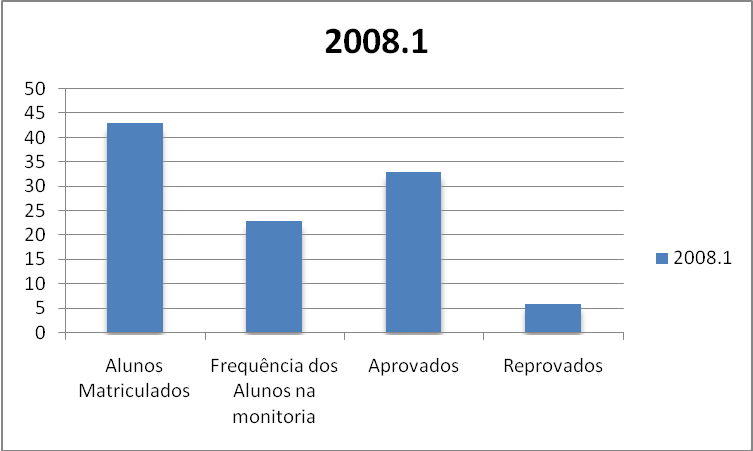 2008.1
50
45
40
35
30
25
20
15
10
5
0
2008.1
Alunos
Matriculados
Frequência dos
Alunos na
monitoria
Aprovados
Reprovados